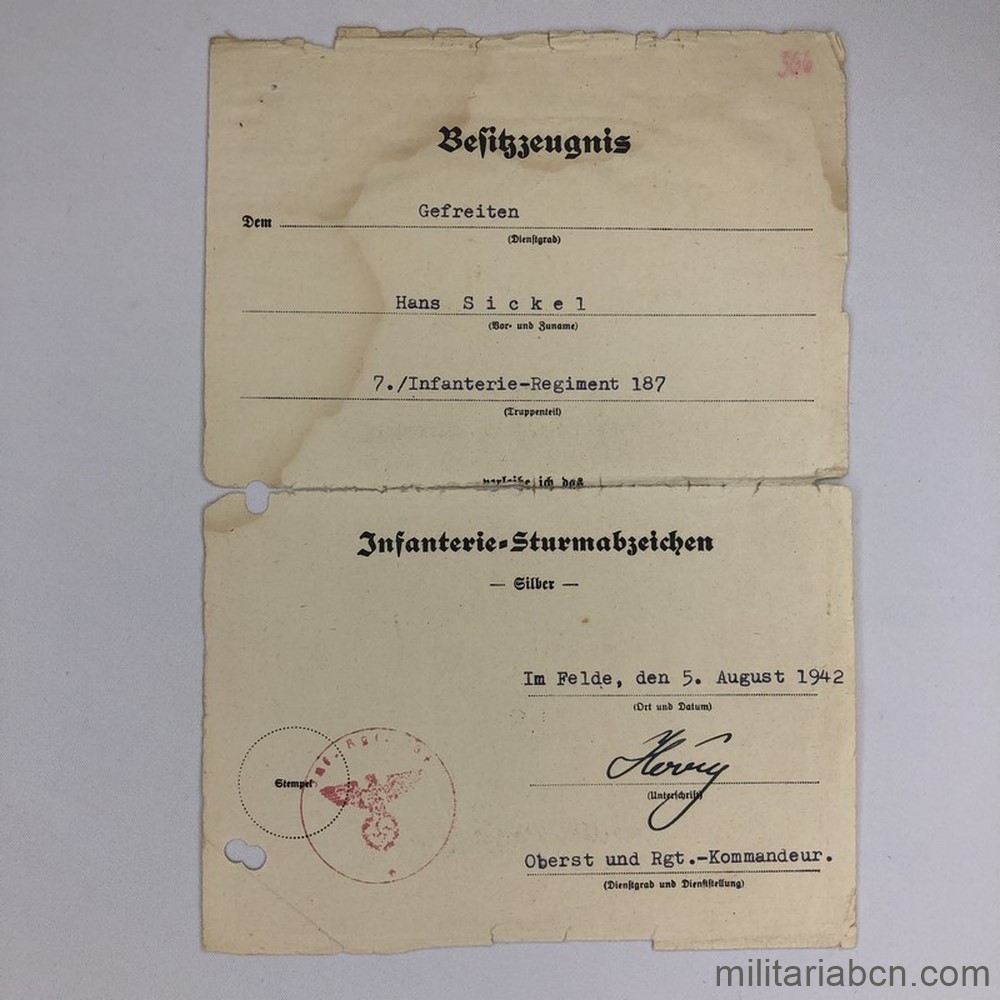 366
Besitzzeugnis
Dem Gefreiten
(Dienstgrad)
Hans Sickel
(Vor- und Zuname)
7./Infanterie-Regiment 187
(Truppenteil)
verleihe ich das
Infanterie-Sturmabzeichen
— Silber —
Im Felde, den 5. August 1942
(Ort und Datum)
Stempel
(Unterschrift)
Oberst und Rgt.-Kommandeur.
(Dienstgrad und Dienststellung)
militariabcn.com